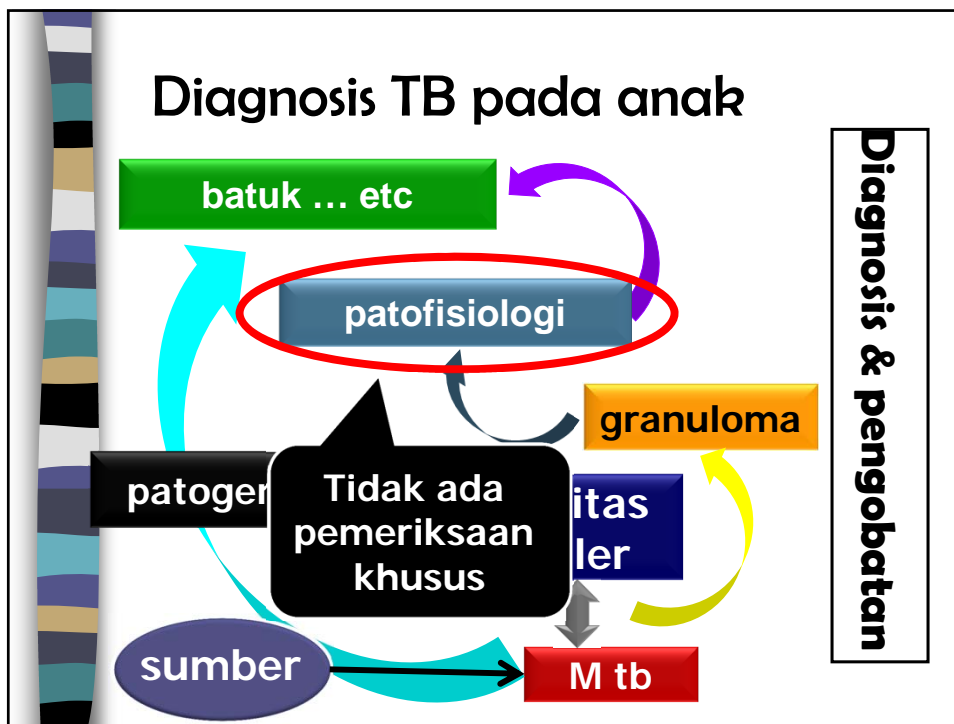 Diagnosis TB pada anak
batuk ... etc
patofisiologi
granuloma
Tidak ada
pemeriksaan
khusus
sumber
M tb
Diagnosis & pengobatan